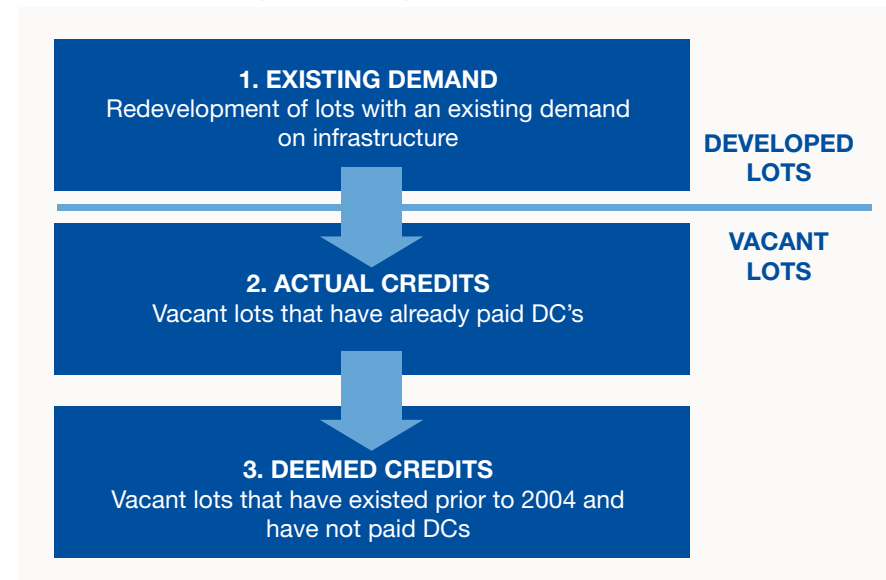 1. EXISTING DEMAND
Redevelopment of lots with an existing demand
on infrastructure
DEVELOPED
LOTS
VACANT
LOTS
2. ACTUAL CREDITS
Vacant lots that have already paid DC's
3. DEEMED CREDITS
Vacant lots that have existed prior to 2004 and
have not paid DCs